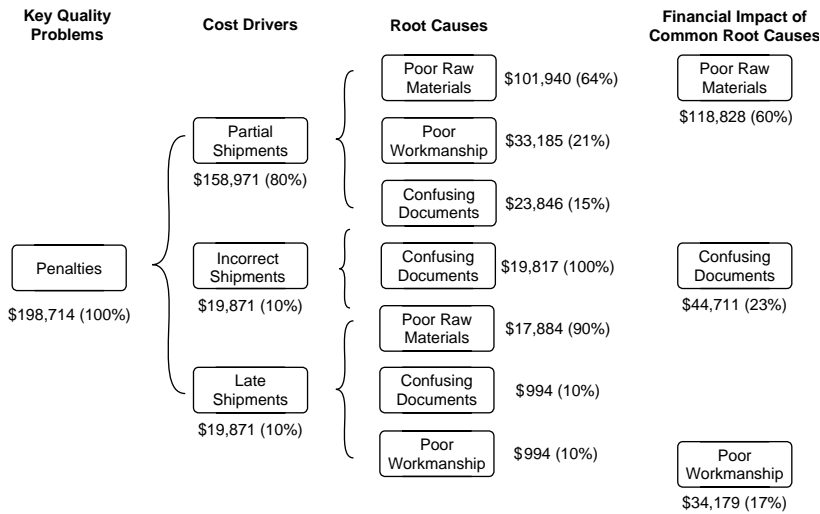 Key Quality
Problems
Cost Drivers
Root Causes
Financial Impact of
Common Root Causes
Penalties
$198,714 (100%)
Partial
Shipments
$158,971 (80%)
Incorrect
Shipments
$19,871 (10%)
Late
Shipments
$19,871 (10%)
Poor Raw
Materials
$101,940 (64%)
Poor
Workmanship
$33,185 (21%)
Confusing
Documents
$23,846 (15%)
Confusing
Documents
$19,817 (100%)
Poor Raw
Materials
$17,884 (90%)
Confusing
Documents
$994 (10%)
Poor
Workmanship
$994 (10%)
Poor Raw
Materials
$118,828 (60%)
Confusing
Documents
$44,711 (23%)
Poor
Workmanship
$34,179 (17%)